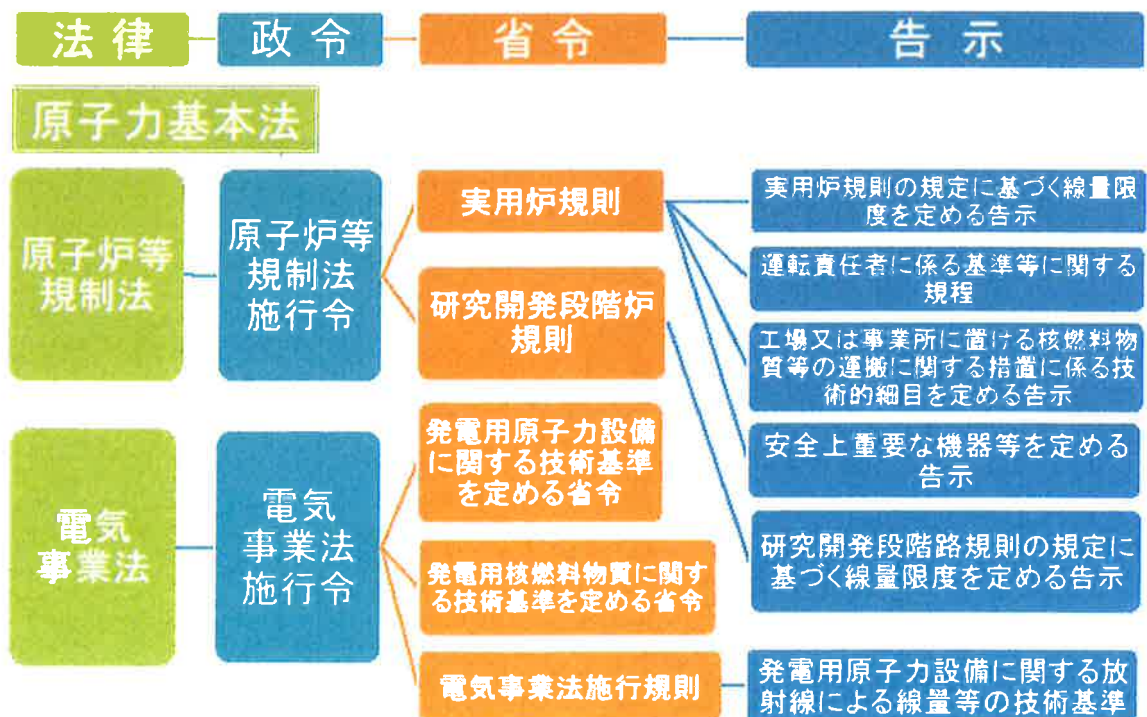 法律
政令
省令
告示
原子力基本法
原子炉等
規制法
原子炉等
規制法
施行令
実用炉規則
研究開発段階炉
規則
実用炉規則の規定に基づく線量限
度を定める告示
運転責任者に係る基準等に関する
規程
工場又は事業所に置ける核燃料物
質等の運搬に関する措置に係る技
術的細目を定める告示
安全上重要な機器等を定める
告示
研究開発段階路規則の規定に
基づく線量限度を定める告示
電気
事業法
電気
事業法
施行令
発電用原子力設備
に関する技術基準
を定める省令
発電用核燃料物質に関す
る技術基準を定める省令
電気事業法施行規則
発電用原子力設備に関する放
射線による線量等の技術基準